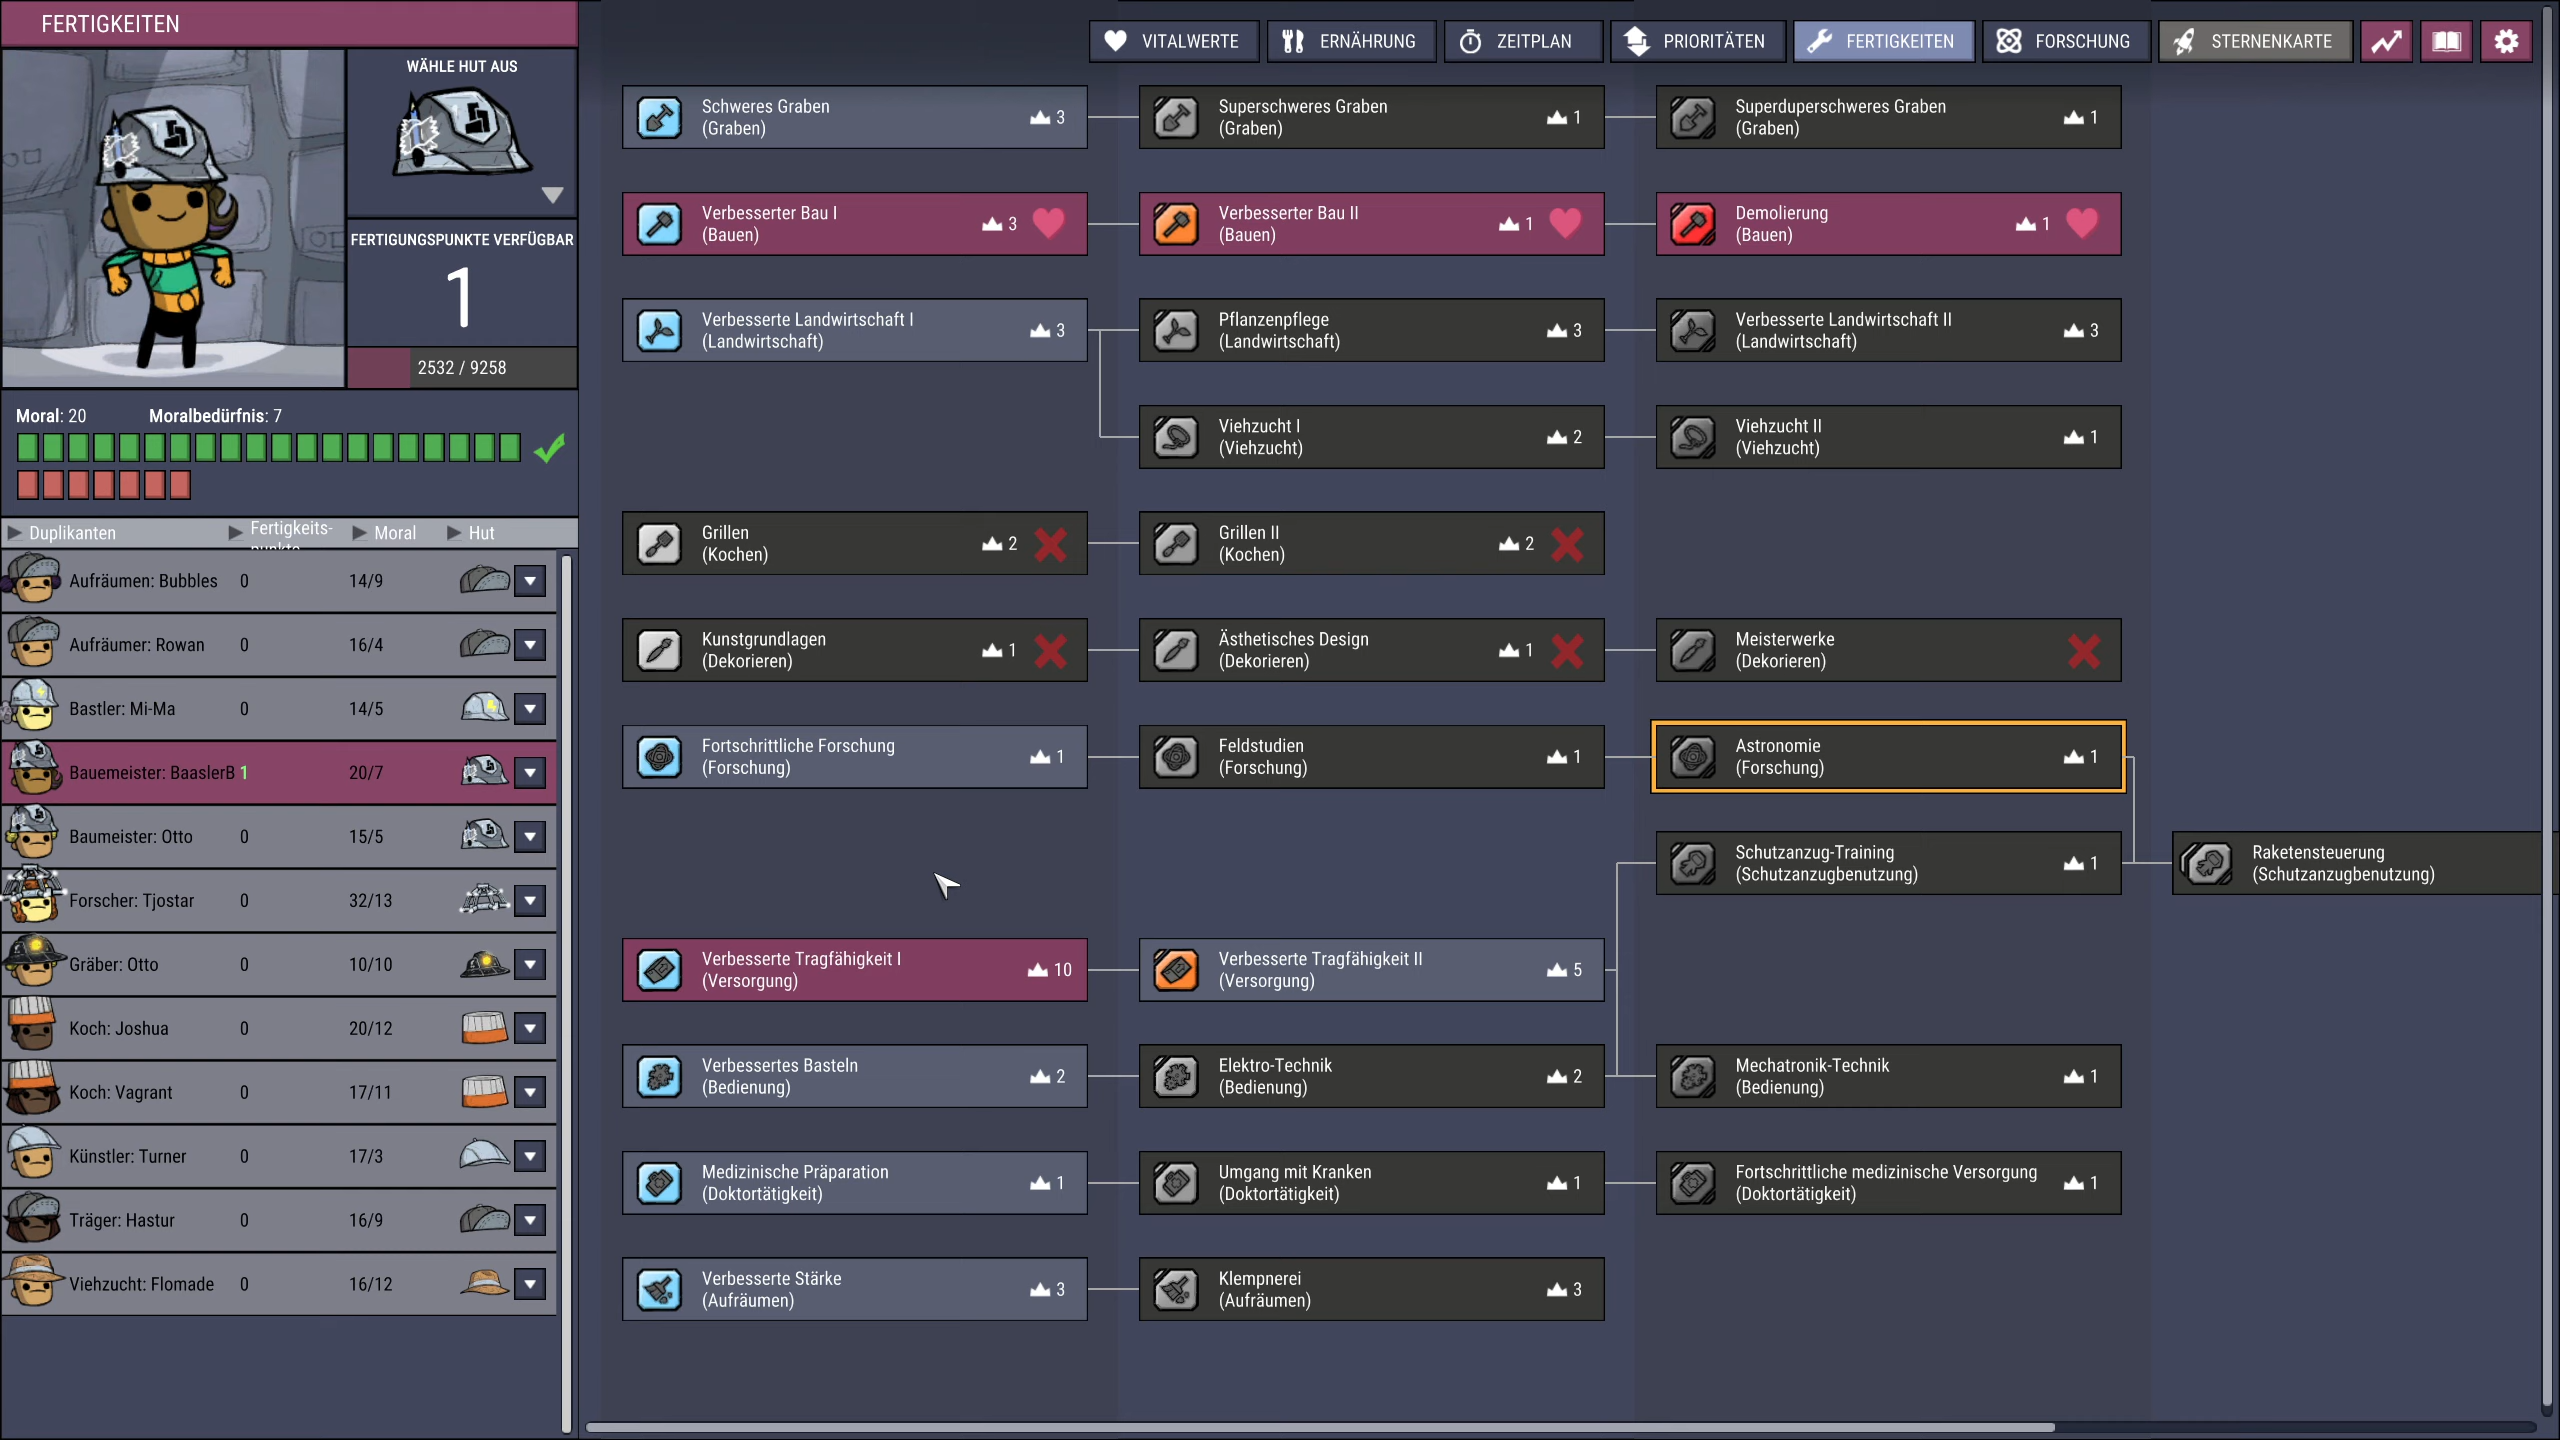 FERTIGKEITEN
VITALWERTE
ERNÄHRUNG
ZEITPLAN
PRIORITÄTEN
FERTIGKEITEN
FORSCHUNG
STERNENKARTE
WÄHLE HUT AUS
FERTIGUNGSPUNKTE VERFÜGBAR
1
2532 / 9258
Moral: 20 Moralbedürfnis: 7
Duplikanten Fertigkeits- Moral Hut
Aufräumen: Bubbles 0 14/9
Aufräumer: Rowan 0 16/4
Bastler: Mi-Ma 0 14/5
Bauemeister: BaaslerB 1 20/7
Baumeister: Otto 0 15/5
Forscher: Tjostar 0 32/13
Gräber: Otto 0 10/10
Koch: Joshua 0 20/12
Koch: Vagrant 0 17/11
Künstler: Turner 0 17/3
Träger: Hastur 0 16/9
Viehzucht: Flomade 0 16/12
Schweres Graben
(Graben)
3
Superschweres Graben
(Graben)
1
Superduperschweres Graben
(Graben)
1
Verbesserter Bau I
(Bauen)
3
Verbesserter Bau II
(Bauen)
1
Demolierung
(Bauen)
1
Verbesserte Landwirtschaft I
(Landwirtschaft)
3
Pflanzenpflege
(Landwirtschaft)
3
Verbesserte Landwirtschaft II
(Landwirtschaft)
3
Viehzucht I
(Viehzucht)
2
Viehzucht II
(Viehzucht)
1
Grillen
(Kochen)
2
Grillen II
(Kochen)
2
Kunstgrundlagen
(Dekorieren)
1
Ästhetisches Design
(Dekorieren)
1
Meisterwerke
(Dekorieren)
Fortschrittliche Forschung
(Forschung)
1
Feldstudien
(Forschung)
1
Astronomie
(Forschung)
1
Schutzanzug-Training
(Schutzanzugbenutzung)
1
Raketensteuerung
(Schutzanzugbenutzung)
Verbesserte Tragfähigkeit I
(Versorgung)
10
Verbesserte Tragfähigkeit II
(Versorgung)
5
Verbessertes Basteln
(Bedienung)
2
Elektro-Technik
(Bedienung)
2
Mechatronik-Technik
(Bedienung)
1
Medizinische Präparation
(Doktortätigkeit)
1
Umgang mit Kranken
(Doktortätigkeit)
1
Fortschrittliche medizinische Versorgung
(Doktortätigkeit)
1
Verbesserte Stärke
(Aufräumen)
3
Klempnerei
(Aufräumen)
3